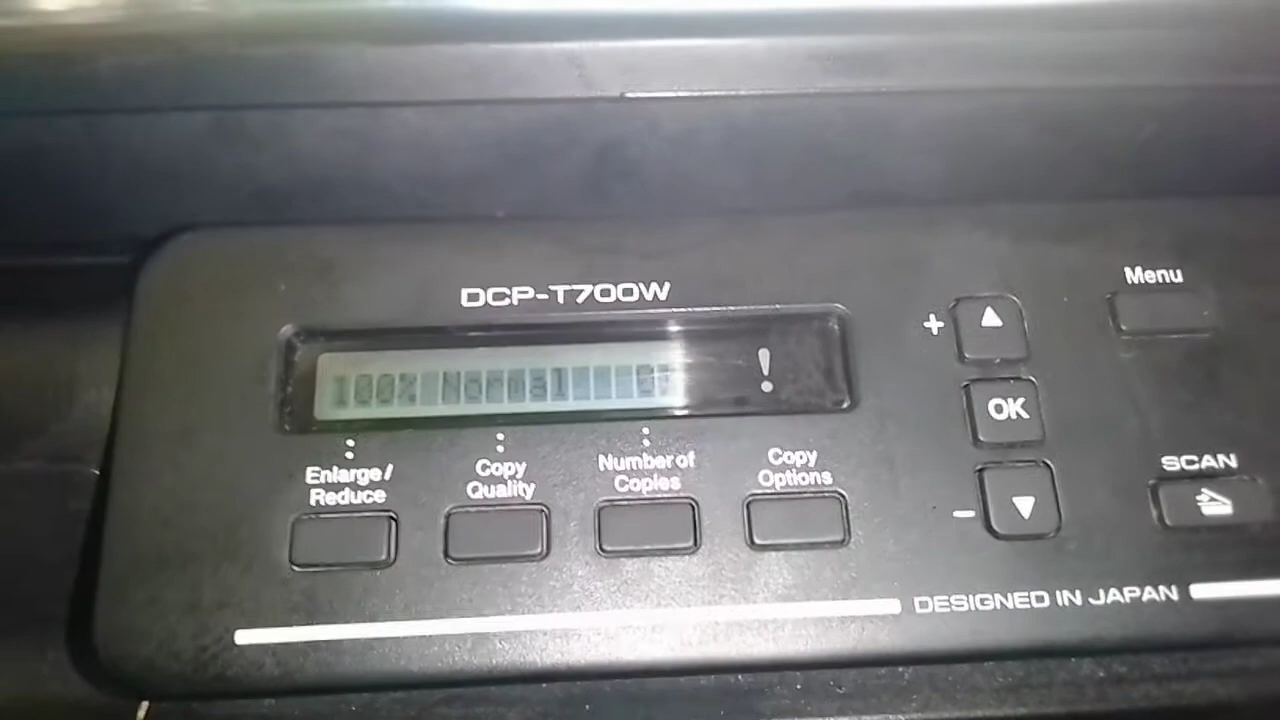 DCP-T700W
100% Normal
!
Enlarge/
Reduce
Copy
Quality
Number of
Copies
Copy
Options
+
OK
-
Menu
SCAN
DESIGNED IN JAPAN